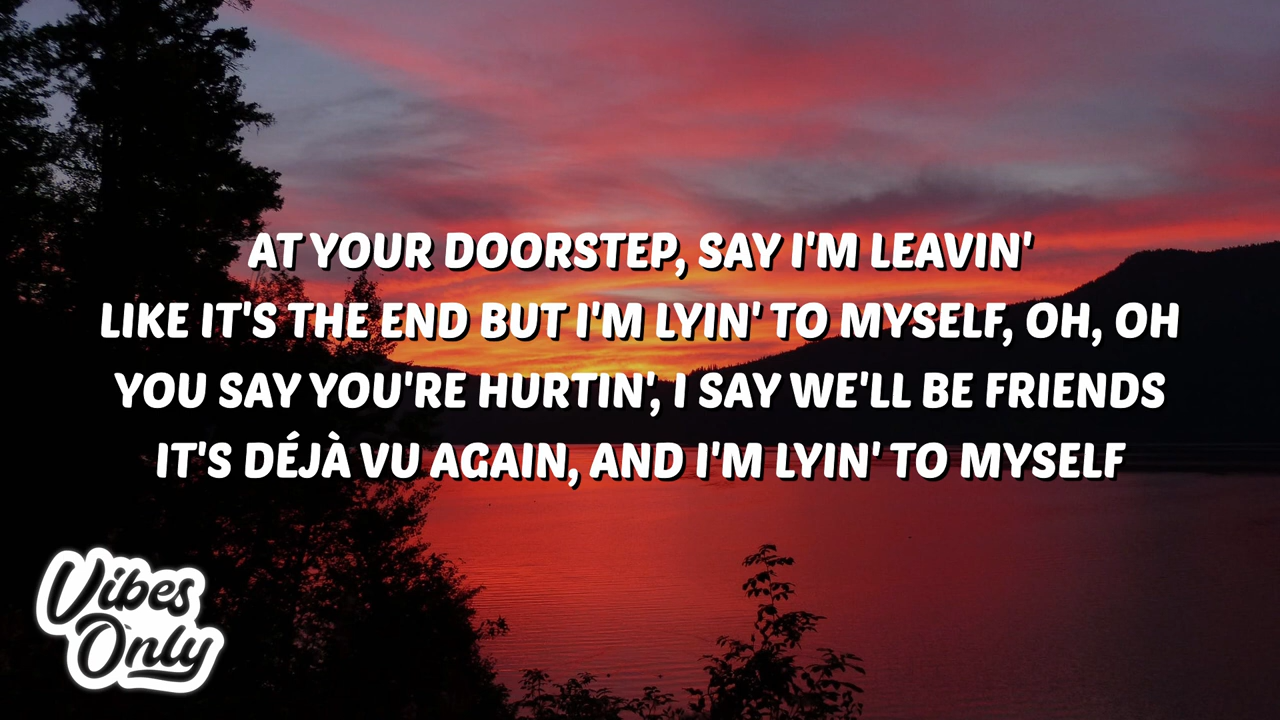 AT YOUR DOORSTEP, SAY I'M LEAVIN'
LIKE IT'S THE END BUT I'M LYIN' TO MYSELF, OH, OH
YOU SAY YOU'RE HURTIN', I SAY WE'LL BE FRIENDS
IT'S DÉJÀ VU AGAIN, AND I'M LYIN' TO MYSELF
Vibes
Only